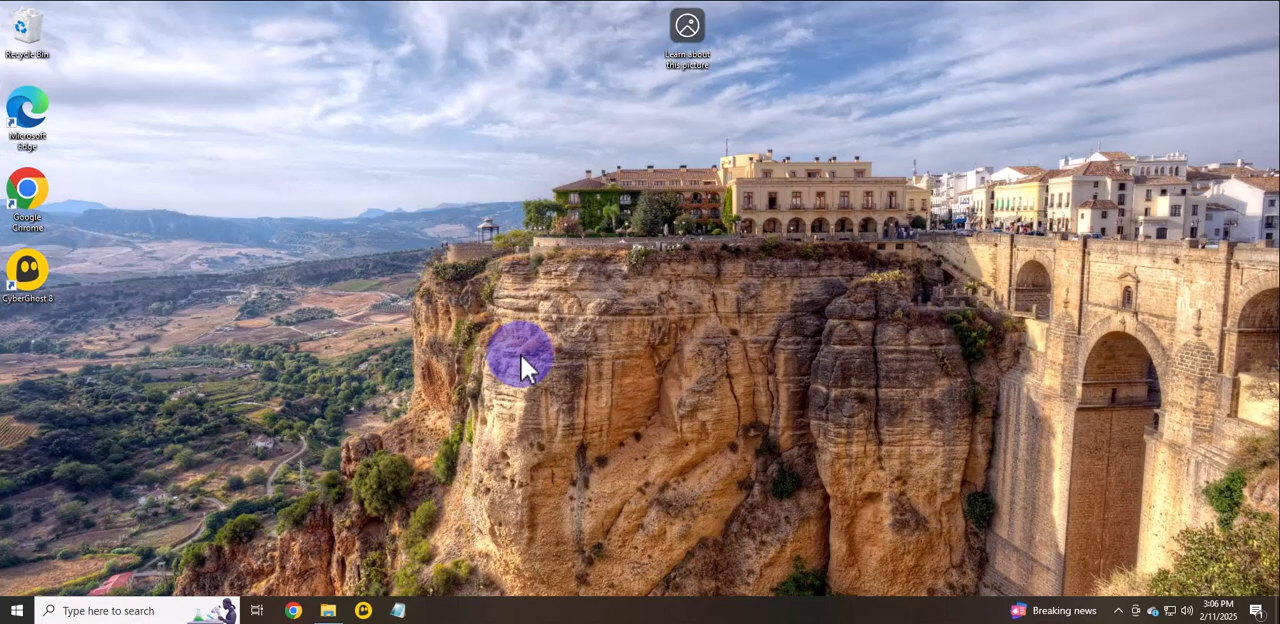 Recycle Bin
Learn about
this picture
Microsoft
Edge
Google
Chrome
CyberGhost 8
Type here to search
Breaking news
3:06 PM
2/11/2025
1